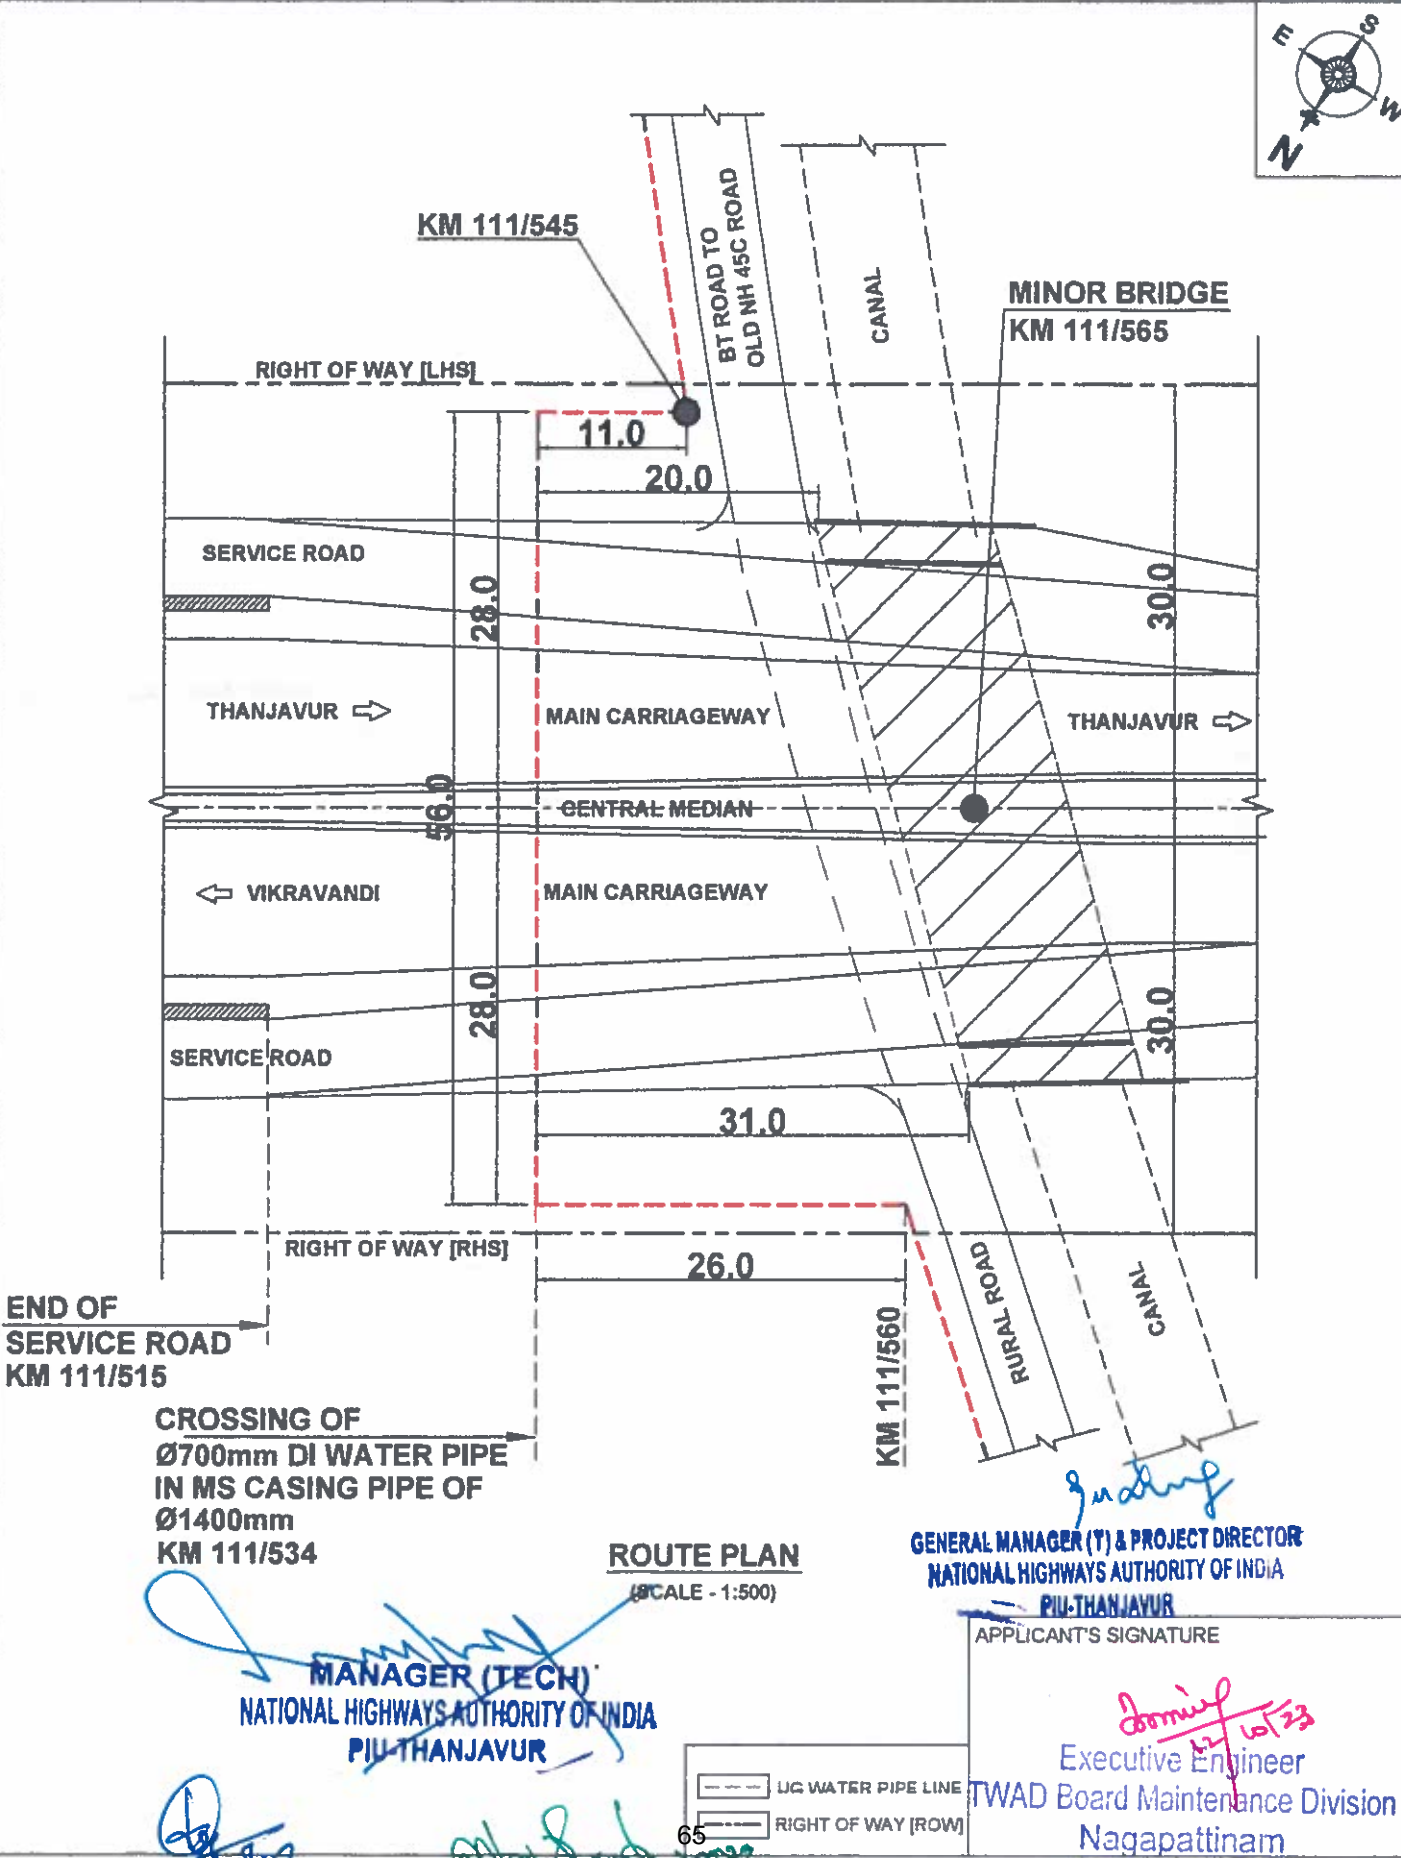 E
S
W
N
KM 111/545
BT ROAD TO
OLD NH 45C ROAD
CANAL
MINOR BRIDGE
KM 111/565
RIGHT OF WAY [LHS]
11.0
20.0
SERVICE ROAD
28.0
30.0
THANJAVUR
MAIN CARRIAGEWAY
THANJAVUR
56.0
CENTRAL MEDIAN
VIKRAVANDI
MAIN CARRIAGEWAY
28.0
30.0
SERVICE ROAD
31.0
RIGHT OF WAY [RHS]
26.0
RURAL ROAD
CANAL
END OF
SERVICE ROAD
KM 111/515
KM 111/560
CROSSING OF
Ø700mm DI WATER PIPE
IN MS CASING PIPE OF
Ø1400mm
KM 111/534
ROUTE PLAN
(SCALE - 1:500)
GENERAL MANAGER (T) & PROJECT DIRECTOR
NATIONAL HIGHWAYS AUTHORITY OF INDIA
PIU-THANJAVUR
MANAGER (TECH)
NATIONAL HIGHWAYS AUTHORITY OF INDIA
PIU-THANJAVUR
APPLICANT'S SIGNATURE
12/10/23
Executive Engineer
TWAD Board Maintenance Division
Nagapattinam
UG WATER PIPE LINE
RIGHT OF WAY [ROW]
65